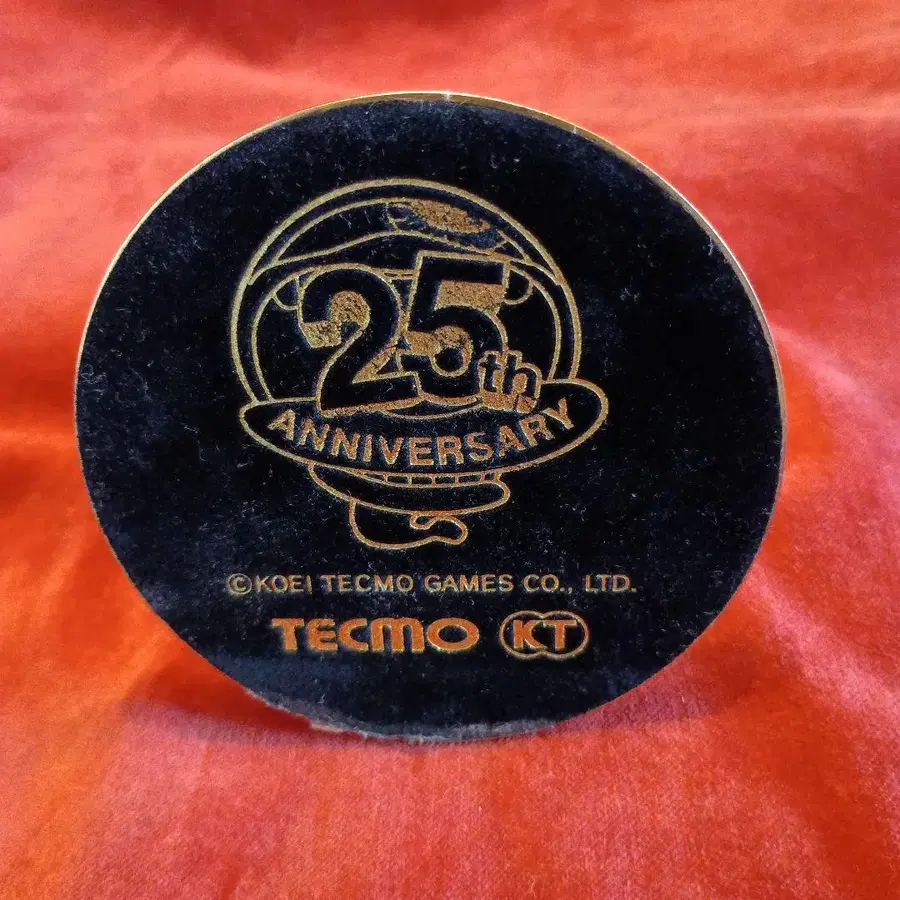 25th
ANNIVERSARY
©KOEI TECMO GAMES CO., LTD.
TECMO KT